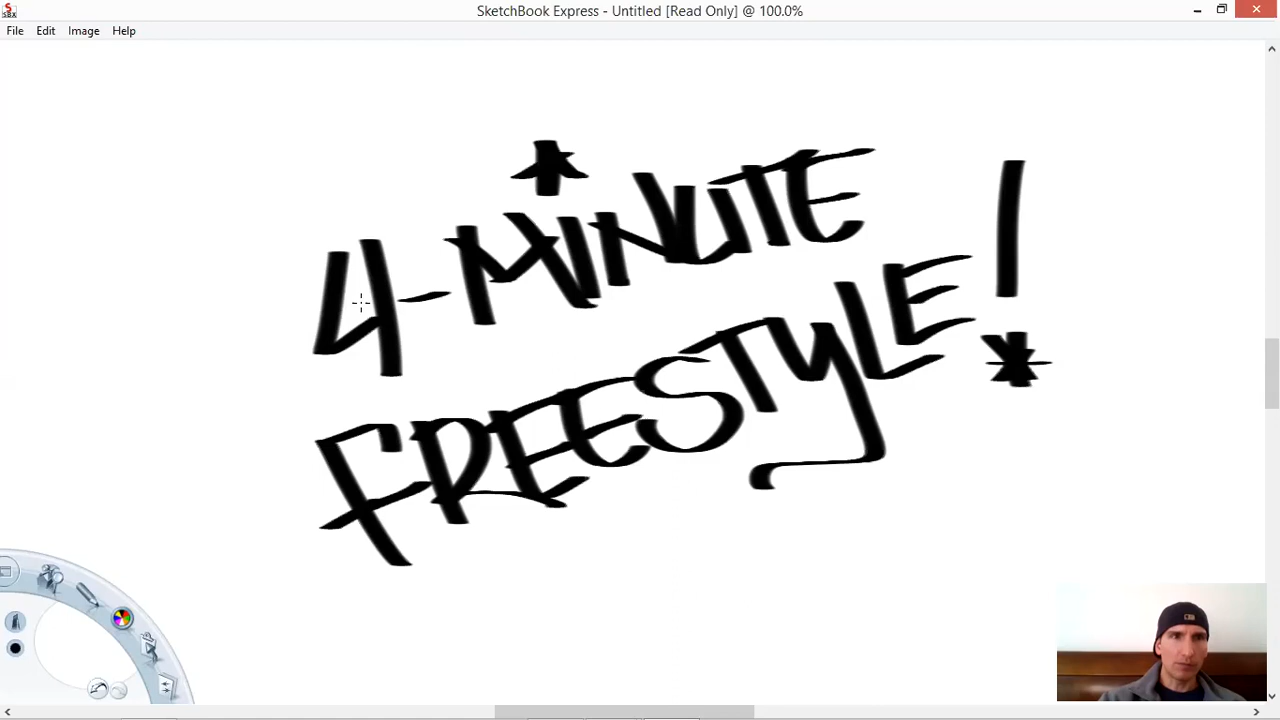 SketchBook Express - Untitled [Read Only] @ 100.0%
File Edit Image Help
4-MINUTE
FREESTYLE!